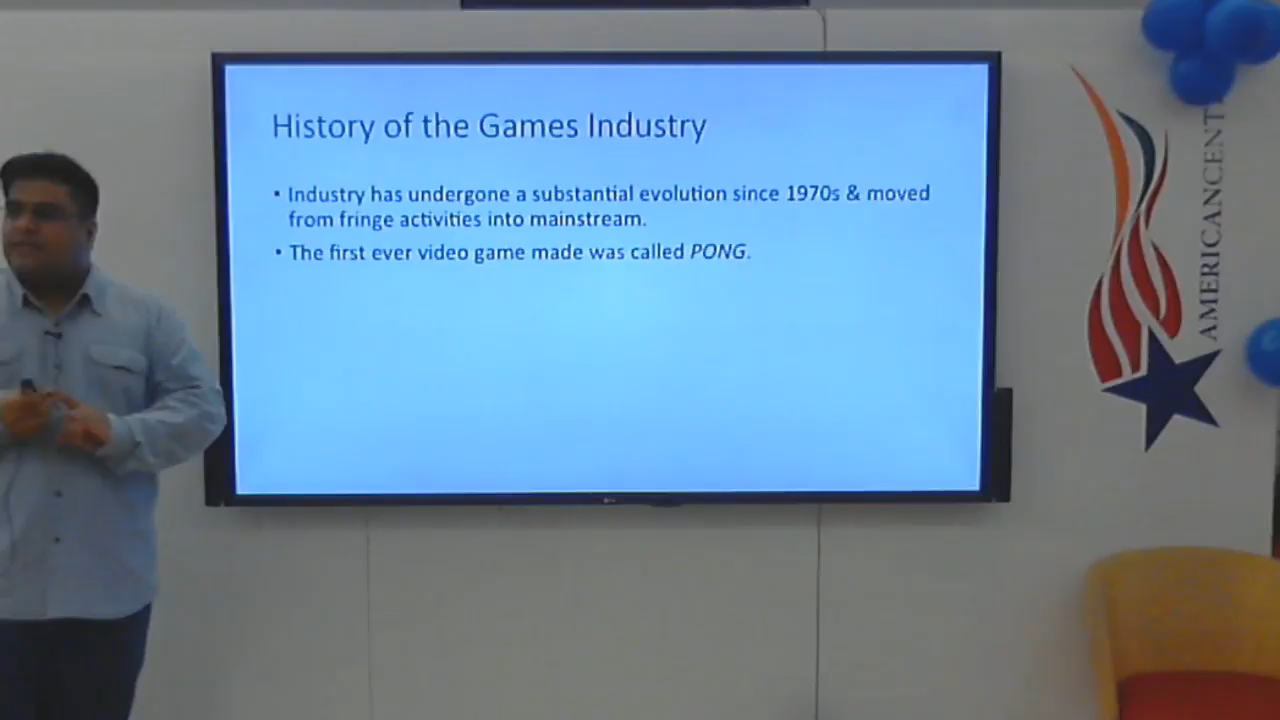 History of the Games Industry
▪ Industry has undergone a substantial evolution since 1970s & moved
from fringe activities into mainstream.
▪ The first ever video game made was called PONG.
AMERICANCENT